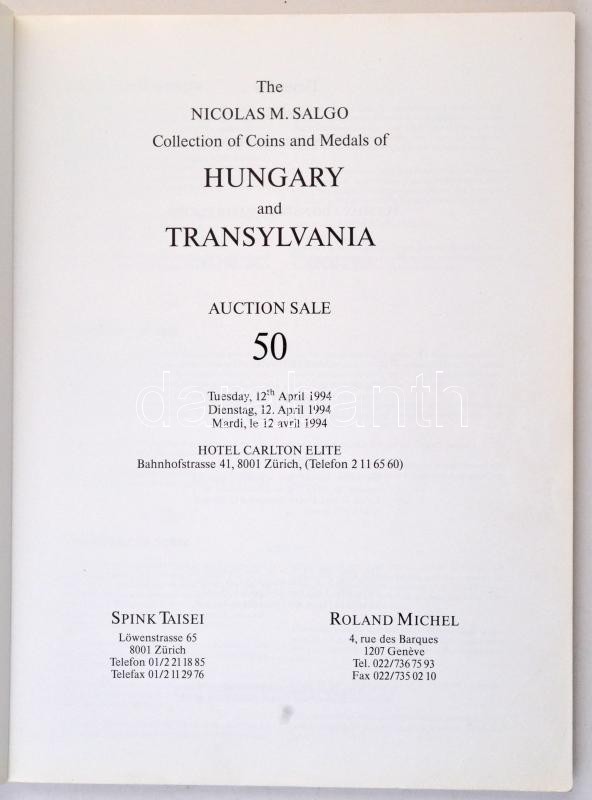 The
NICOLAS M. SALGO
Collection of Coins and Medals of
HUNGARY
and
TRANSYLVANIA
AUCTION SALE
50
Tuesday, 12th April 1994
Dienstag, 12. April 1994
Mardi, le 12 avril 1994
HOTEL CARLTON ELITE
Bahnhofstrasse 41, 8001 Zürich, (Telefon 2 11 65 60)
SPINK TAISEI
Löwenstrasse 65
8001 Zürich
Telefon 01/2 21 18 85
Telefax 01/2 11 29 76
ROLAND MICHEL
4, rue des Barques
1207 Genève
Tel. 022/736 75 93
Fax 022/735 02 10